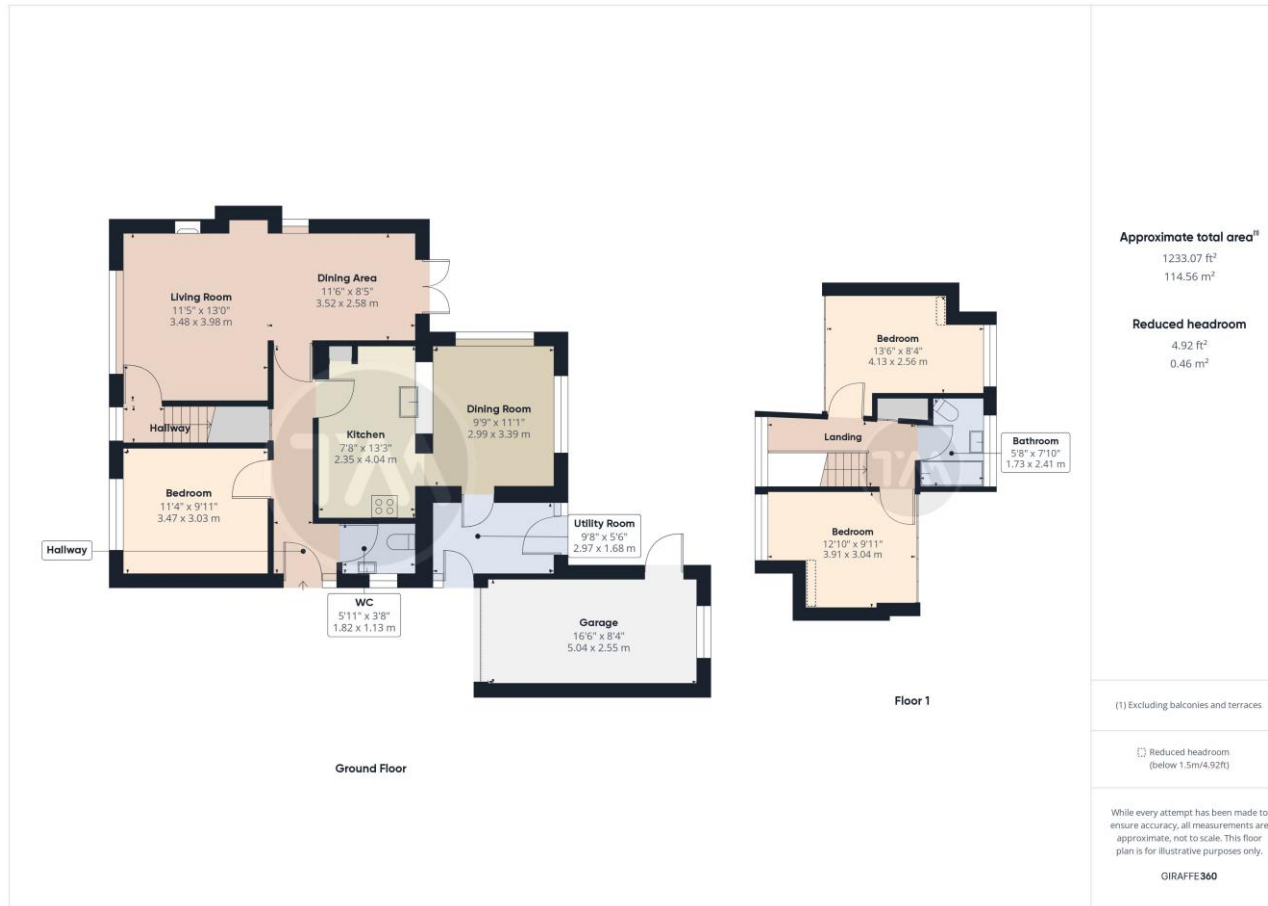 Living Room
11'5" x 13'0"
3.48 x 3.98 m
Dining Area
11'6" x 8'5"
3.52 x 2.58 m
Hallway
Kitchen
7'8" x 13'3"
2.35 x 4.04 m
Dining Room
9'9" x 11'1"
2.99 x 3.39 m
Bedroom
11'4" x 9'11"
3.47 x 3.03 m
Hallway
WC
5'11" x 3'8"
1.82 x 1.13 m
Utility Room
9'8" x 5'6"
2.97 x 1.68 m
Garage
16'6" x 8'4"
5.04 x 2.55 m
Ground Floor
Bedroom
13'6" x 8'4"
4.13 x 2.56 m
Landing
Bathroom
5'8" x 7'10"
1.73 x 2.41 m
Bedroom
12'10" x 9'11"
3.91 x 3.04 m
Floor 1
Approximate total area(1)
1233.07 ft²
114.56 m²
Reduced headroom
4.92 ft²
0.46 m²
(1) Excluding balconies and terraces
Reduced headroom
(below 1.5m/4.92ft)
While every attempt has been made to
ensure accuracy, all measurements are
approximate, not to scale. This floor
plan is for illustrative purposes only.
GIRAFFE360